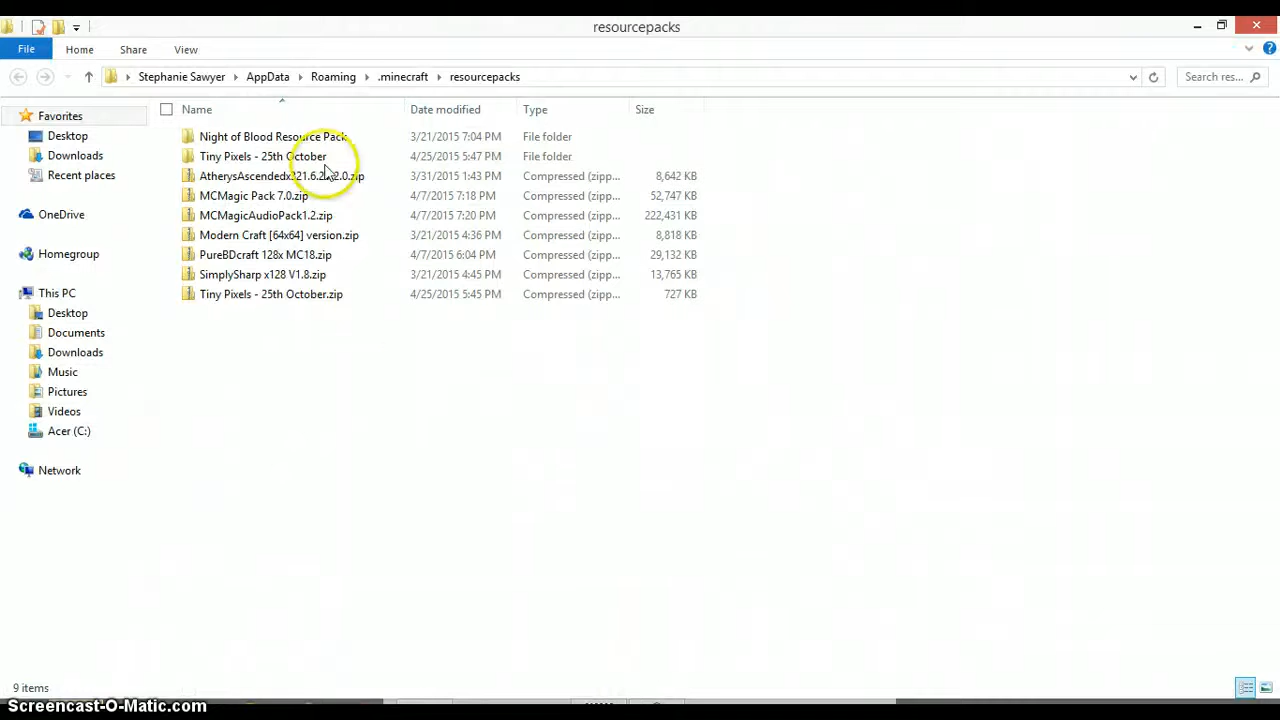 resourcepacks
File Home Share View
Stephanie Sawyer AppData Roaming .minecraft resourcepacks Search res...
Favorites
Desktop
Downloads
Recent places
OneDrive
Homegroup
This PC
Desktop
Documents
Downloads
Music
Pictures
Videos
Acer (C:)
Network
Name Date modified Type Size
Night of Blood Resource Pack 3/21/2015 7:04 PM File folder
Tiny Pixels - 25th October 4/25/2015 5:47 PM File folder
3/31/2015 1:43 PM Compressed (zipp... 8,642 KB
MCMagic Pack 7.0.zip 4/7/2015 7:18 PM Compressed (zipp... 52,747 KB
MCMagicAudioPack1.2.zip 4/7/2015 7:20 PM Compressed (zipp... 222,431 KB
Modern Craft [64x64] version.zip 3/21/2015 4:36 PM Compressed (zipp... 8,818 KB
PureBDcraft 128x MC18.zip 4/7/2015 6:04 PM Compressed (zipp... 29,132 KB
SimplySharp x128 V1.8.zip 3/21/2015 4:45 PM Compressed (zipp... 13,765 KB
Tiny Pixels - 25th October.zip 4/25/2015 5:45 PM Compressed (zipp... 727 KB
9 items
Screencast-O-Matic.com